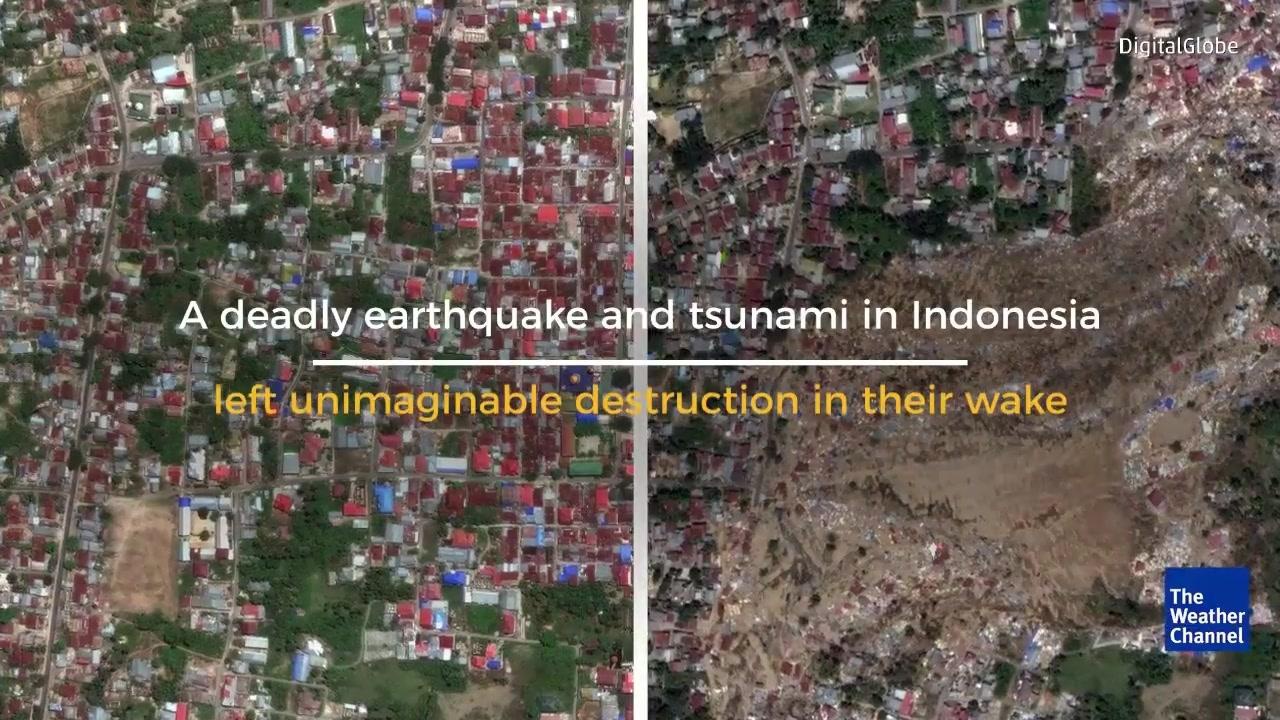 DigitalGlobe
A deadly earthquake and tsunami in Indonesia
left unimaginable destruction in their wake
The
Weather
Channel